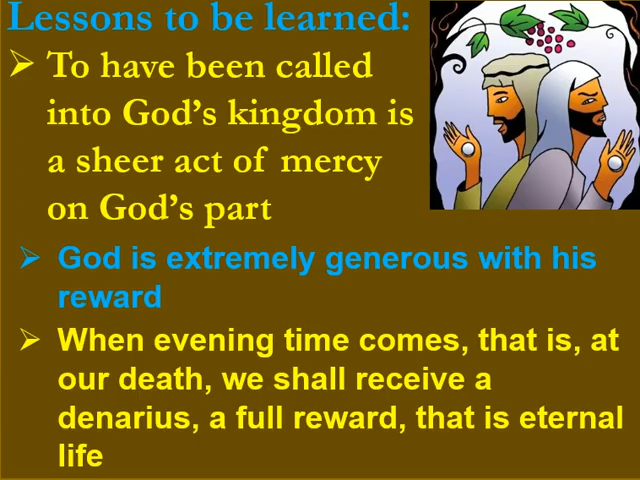 Lessons to be learned:
➢ To have been called
into God’s kingdom is
a sheer act of mercy
on God’s part
➢ God is extremely generous with his
reward
➢ When evening time comes, that is, at
our death, we shall receive a
denarius, a full reward, that is eternal
life